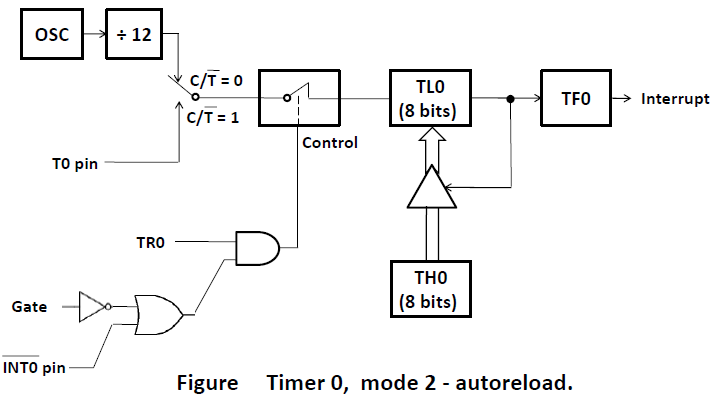 OSC
÷ 12
C/T̅ = 0
C/T̅ = 1
T0 pin
Control
TL0
(8 bits)
TF0
Interrupt
TR0
TH0
(8 bits)
Gate
I̅N̅T̅0̅ pin
Figure Timer 0, mode 2 - autoreload.